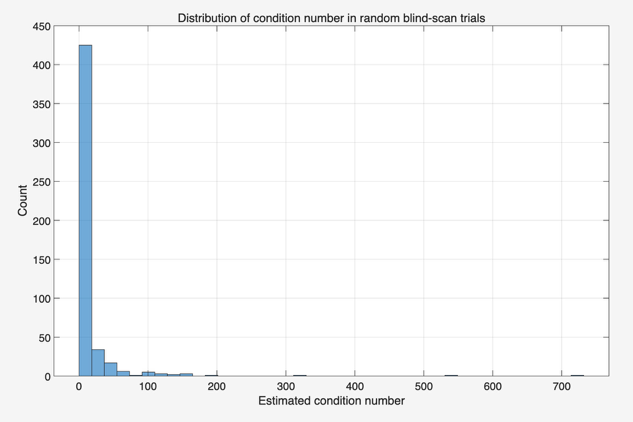 Distribution of condition number in random blind-scan trials
450
400
350
300
250
200
150
100
50
0
Count
0 100 200 300 400 500 600 700
Estimated condition number